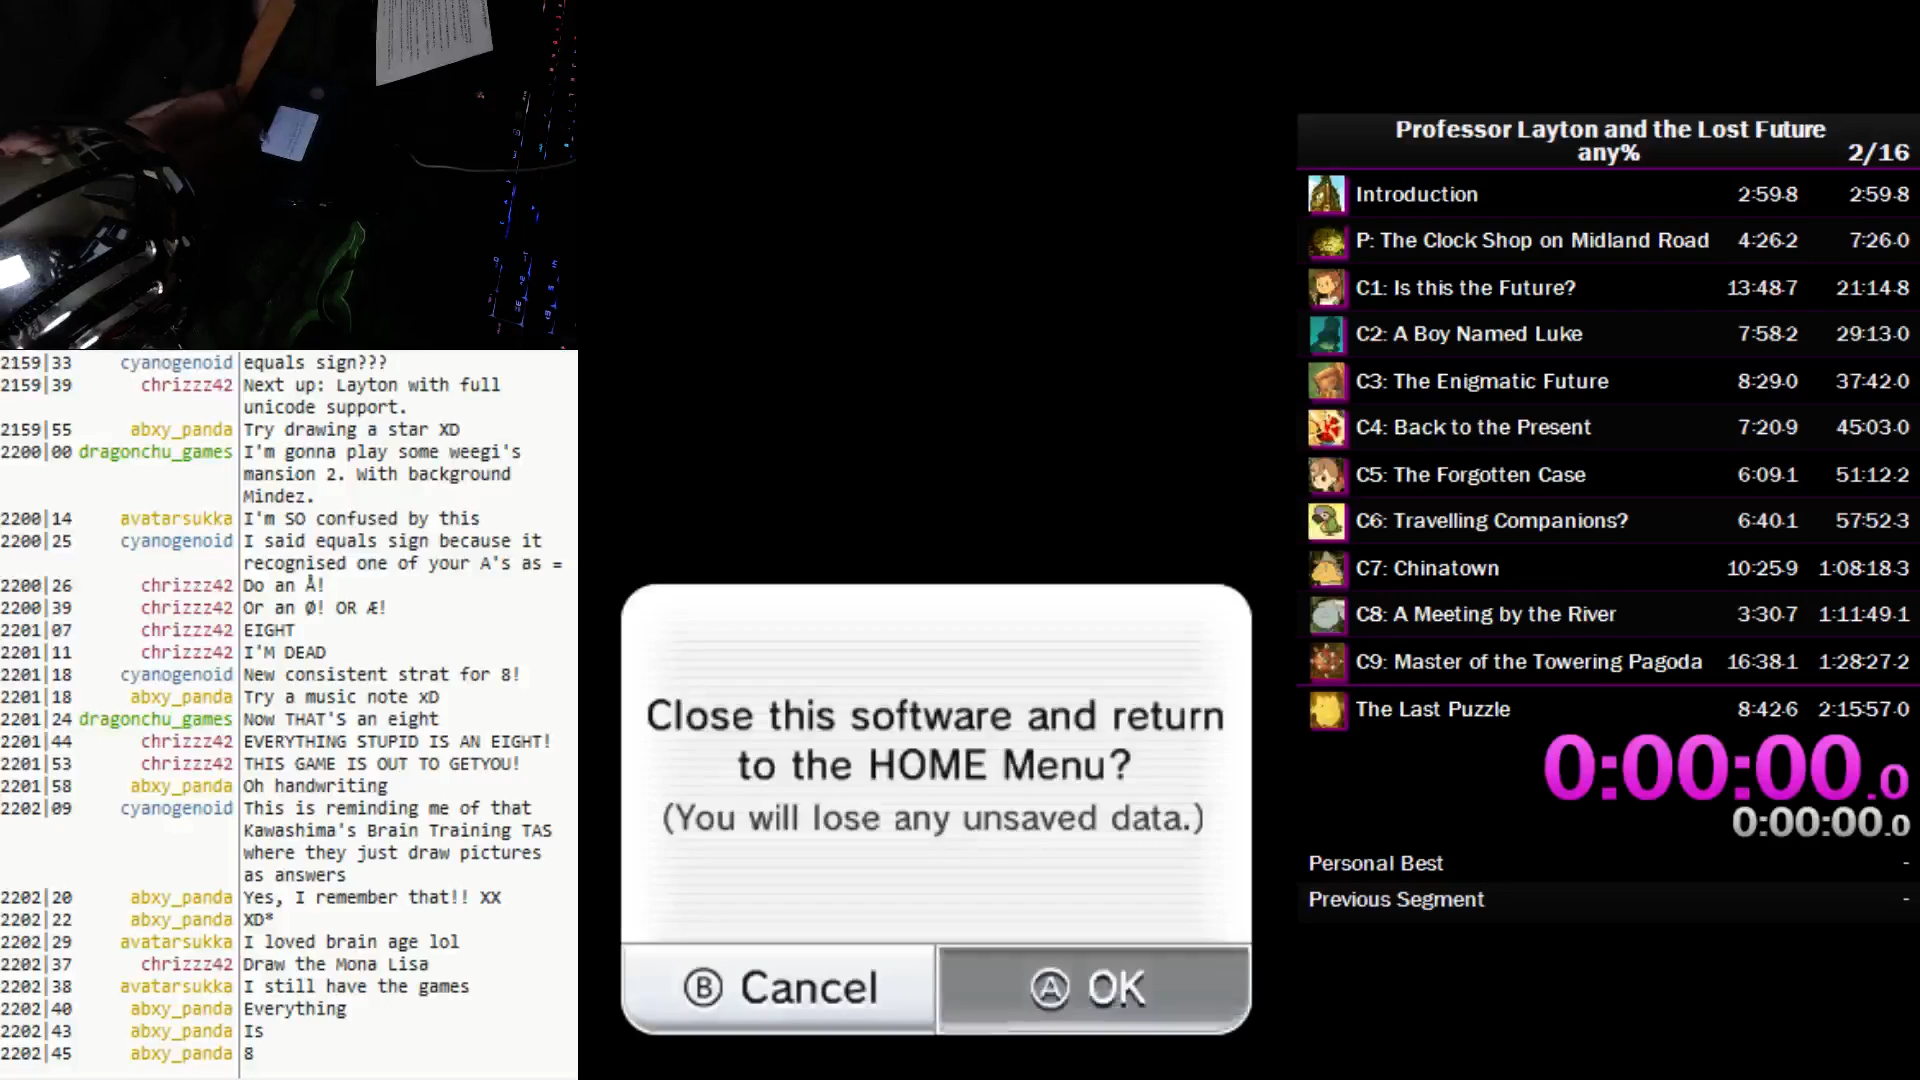 2159|33 cyanogenoid equals sign???
2159|39 chrizzz42 Next up: Layton with full
unicode support.
2159|55 abxy_panda Try drawing a star XD
2200|00 dragonchu_games I'm gonna play some weegi's
mansion 2. With background
Mindez.
2200|14 avatarsukka I'm SO confused by this
2200|25 cyanogenoid I said equals sign because it
recognised one of your A's as =
2200|26 chrizzz42 Do an Å!
2200|39 chrizzz42 Or an Ø! OR Æ!
2201|07 chrizzz42 EIGHT
2201|11 chrizzz42 I'M DEAD
2201|18 cyanogenoid New consistent strat for 8!
2201|18 abxy_panda Try a music note xD
2201|24 dragonchu_games Now THAT'S an eight
2201|44 chrizzz42 EVERYTHING STUPID IS AN EIGHT!
2201|53 chrizzz42 THIS GAME IS OUT TO GETYOU!
2201|58 abxy_panda Oh handwriting
2202|09 cyanogenoid This is reminding me of that
Kawashima's Brain Training TAS
where they just draw pictures
as answers
2202|20 abxy_panda Yes, I remember that!! XX
2202|22 abxy_panda XD*
2202|29 avatarsukka I loved brain age lol
2202|37 chrizzz42 Draw the Mona Lisa
2202|38 avatarsukka I still have the games
2202|40 abxy_panda Everything
2202|43 abxy_panda Is
2202|45 abxy_panda 8
Close this software and return
to the HOME Menu?
(You will lose any unsaved data.)
B Cancel
A OK
Professor Layton and the Lost Future
any% 2/16
Introduction 2:59.8 2:59.8
P: The Clock Shop on Midland Road 4:26.2 7:26.0
C1: Is this the Future? 13:48.7 21:14.8
C2: A Boy Named Luke 7:58.2 29:13.0
C3: The Enigmatic Future 8:29.0 37:42.0
C4: Back to the Present 7:20.9 45:03.0
C5: The Forgotten Case 6:09.1 51:12.2
C6: Travelling Companions? 6:40.1 57:52.3
C7: Chinatown 10:25.9 1:08:18.3
C8: A Meeting by the River 3:30.7 1:11:49.1
C9: Master of the Towering Pagoda 16:38.1 1:28:27.2
The Last Puzzle 8:42.6 2:15:57.0
0:00:00.0
0:00:00.0
Personal Best -
Previous Segment -